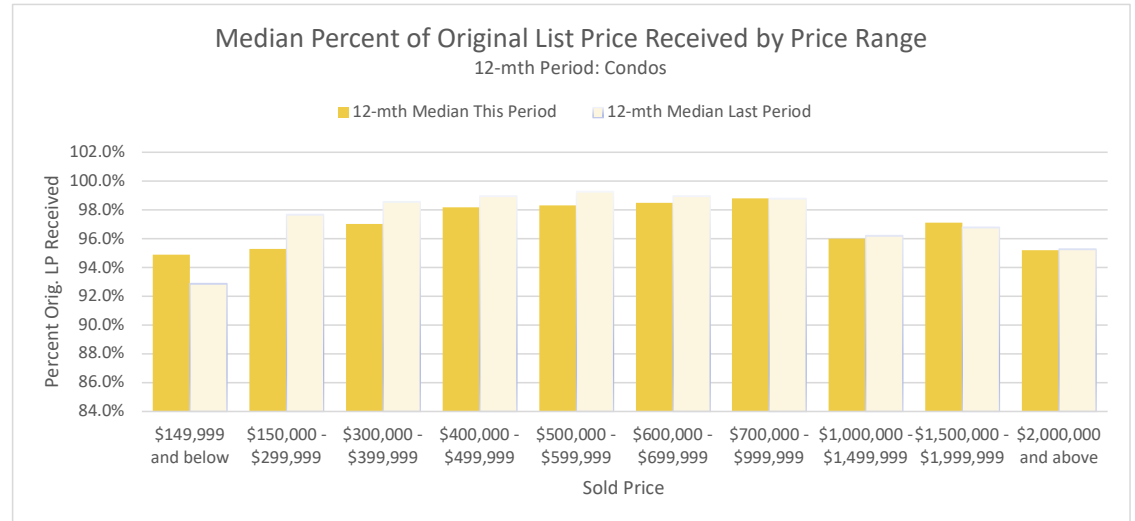 Median Percent of Original List Price Received by Price Range
12-mth Period: Condos
12-mth Median This Period 12-mth Median Last Period
Percent Orig. LP Received
102.0%
100.0%
98.0%
96.0%
94.0%
92.0%
90.0%
88.0%
86.0%
84.0%
$149,999 $150,000 - $300,000 - $400,000 - $500,000 - $600,000 - $700,000 - $1,000,000 - $1,500,000 - $2,000,000
and below $299,999 $399,999 $499,999 $599,999 $699,999 $999,999 $1,499,999 $1,999,999 and above
Sold Price